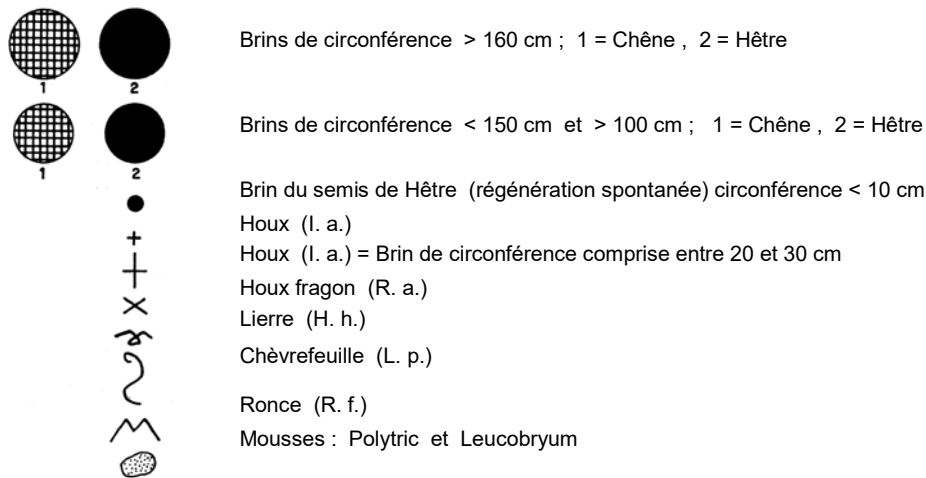 Brins de circonférence > 160 cm ; 1 = Chêne , 2 = Hêtre
1 2
Brins de circonférence < 150 cm et > 100 cm ; 1 = Chêne , 2 = Hêtre
1 2
Brin du semis de Hêtre (régénération spontanée) circonférence < 10 cm
Houx (I. a.)
Houx (I. a.) = Brin de circonférence comprise entre 20 et 30 cm
Houx fragon (R. a.)
Lierre (H. h.)
Chèvrefeuille (L. p.)
Ronce (R. f.)
Mousses : Polytric et Leucobryum